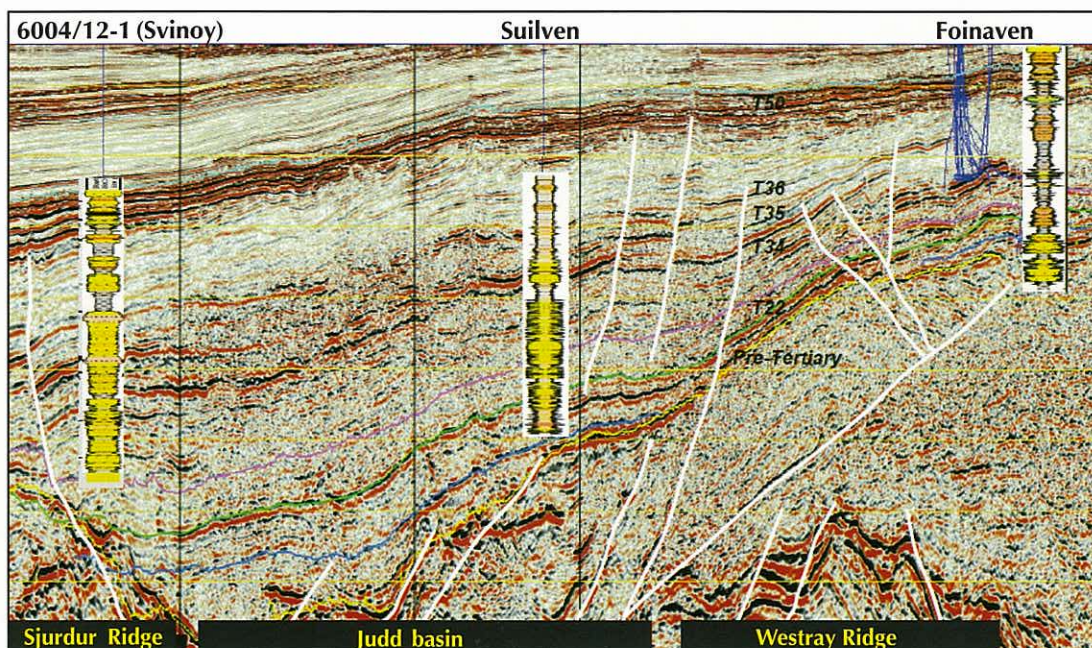 6004/12-1 (Svinoy) Suilven Foinaven
T50
T36
T35
T34
T22
Pre-Tertiary
Sjurdur Ridge Judd basin Westray Ridge